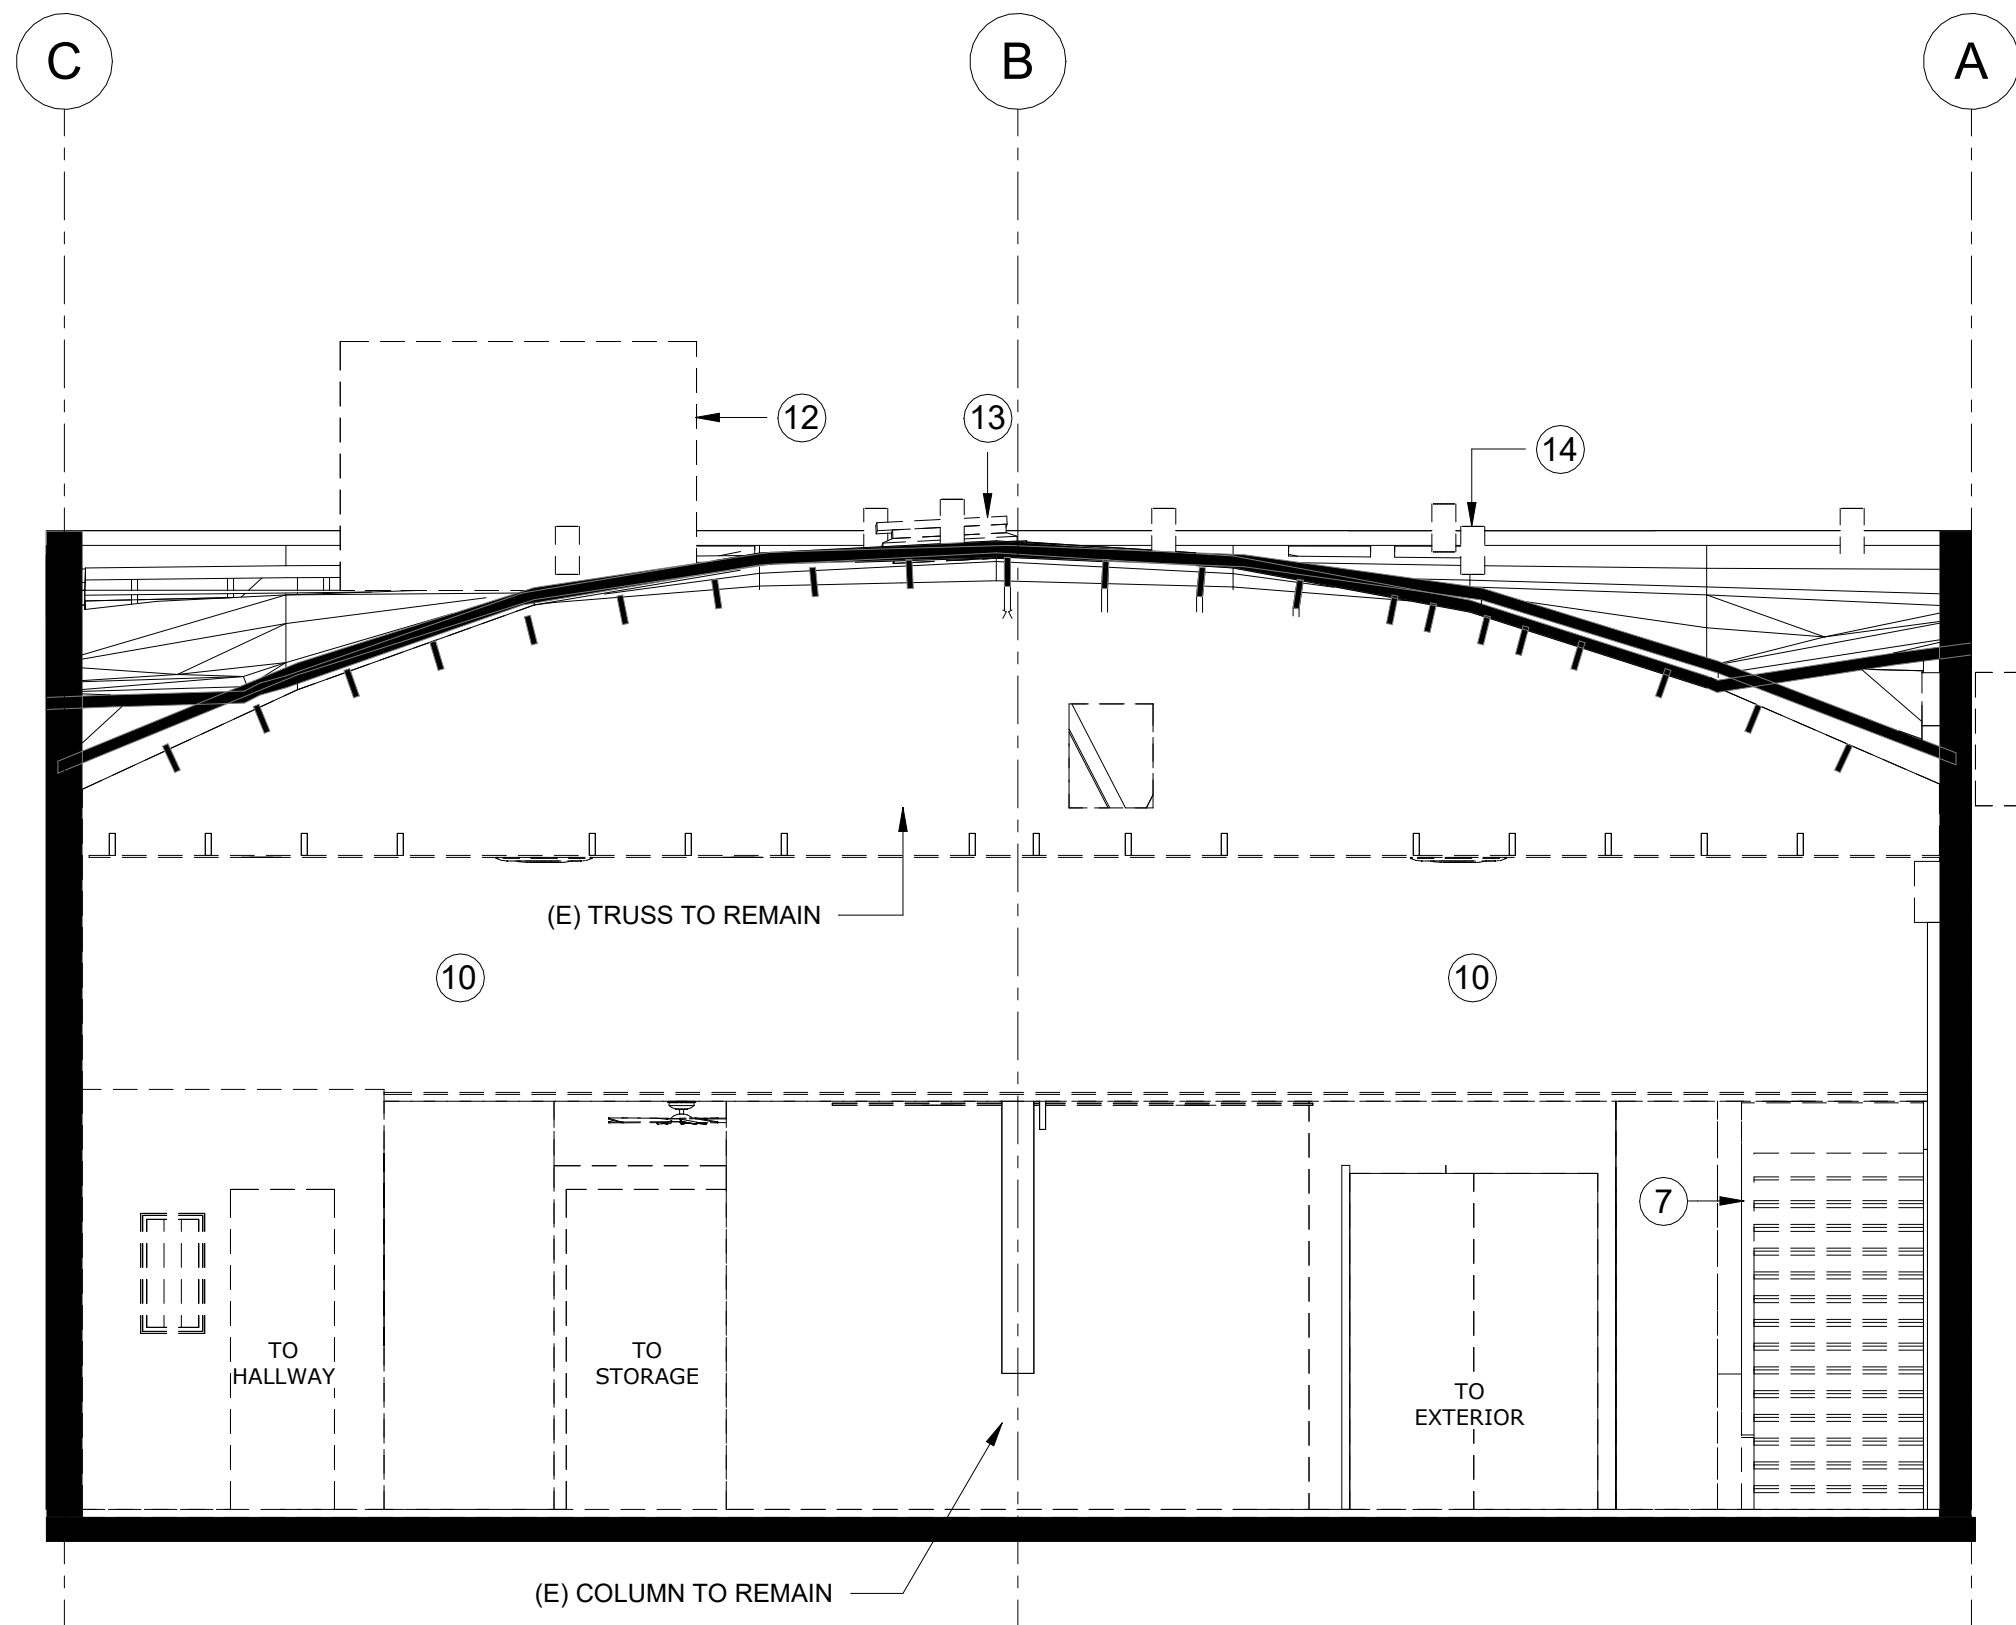 C
B
A
12
13
14
(E) TRUSS TO REMAIN
10
10
7
TO
HALLWAY
TO
STORAGE
TO
EXTERIOR
(E) COLUMN TO REMAIN